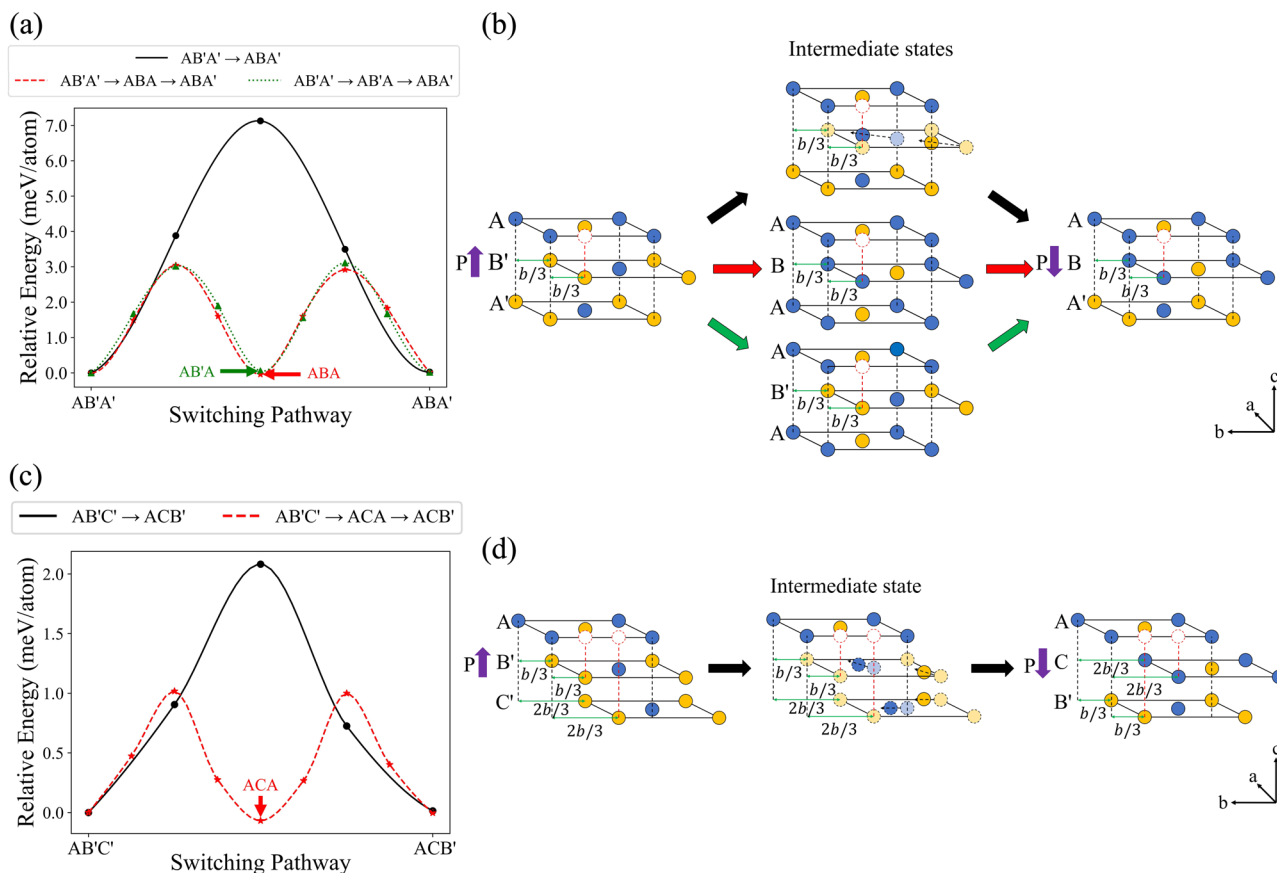 (a)
AB'A' → ABA'
AB'A' → ABA → ABA'
AB'A' → AB'A → ABA'
Relative Energy (meV/atom)
7.0
6.0
5.0
4.0
3.0
2.0
1.0
0.0
AB'A
ABA
AB'A'
ABA'
Switching Pathway
(b)
Intermediate states
b/3
b/3
A
P
B'
b/3
b/3
A'
A
B
b/3
b/3
A
A
B'
b/3
b/3
A
A
P
B
b/3
b/3
A'
c
a
b
(c)
AB'C' → ACB'
AB'C' → ACA → ACB'
Relative Energy (meV/atom)
2.0
1.5
1.0
0.5
0.0
ACA
AB'C'
ACB'
Switching Pathway
(d)
Intermediate state
A
P
B'
b/3
b/3
C'
2b/3
2b/3
b/3
b/3
2b/3
2b/3
A
P
C
2b/3
2b/3
B'
b/3
b/3
c
a
b